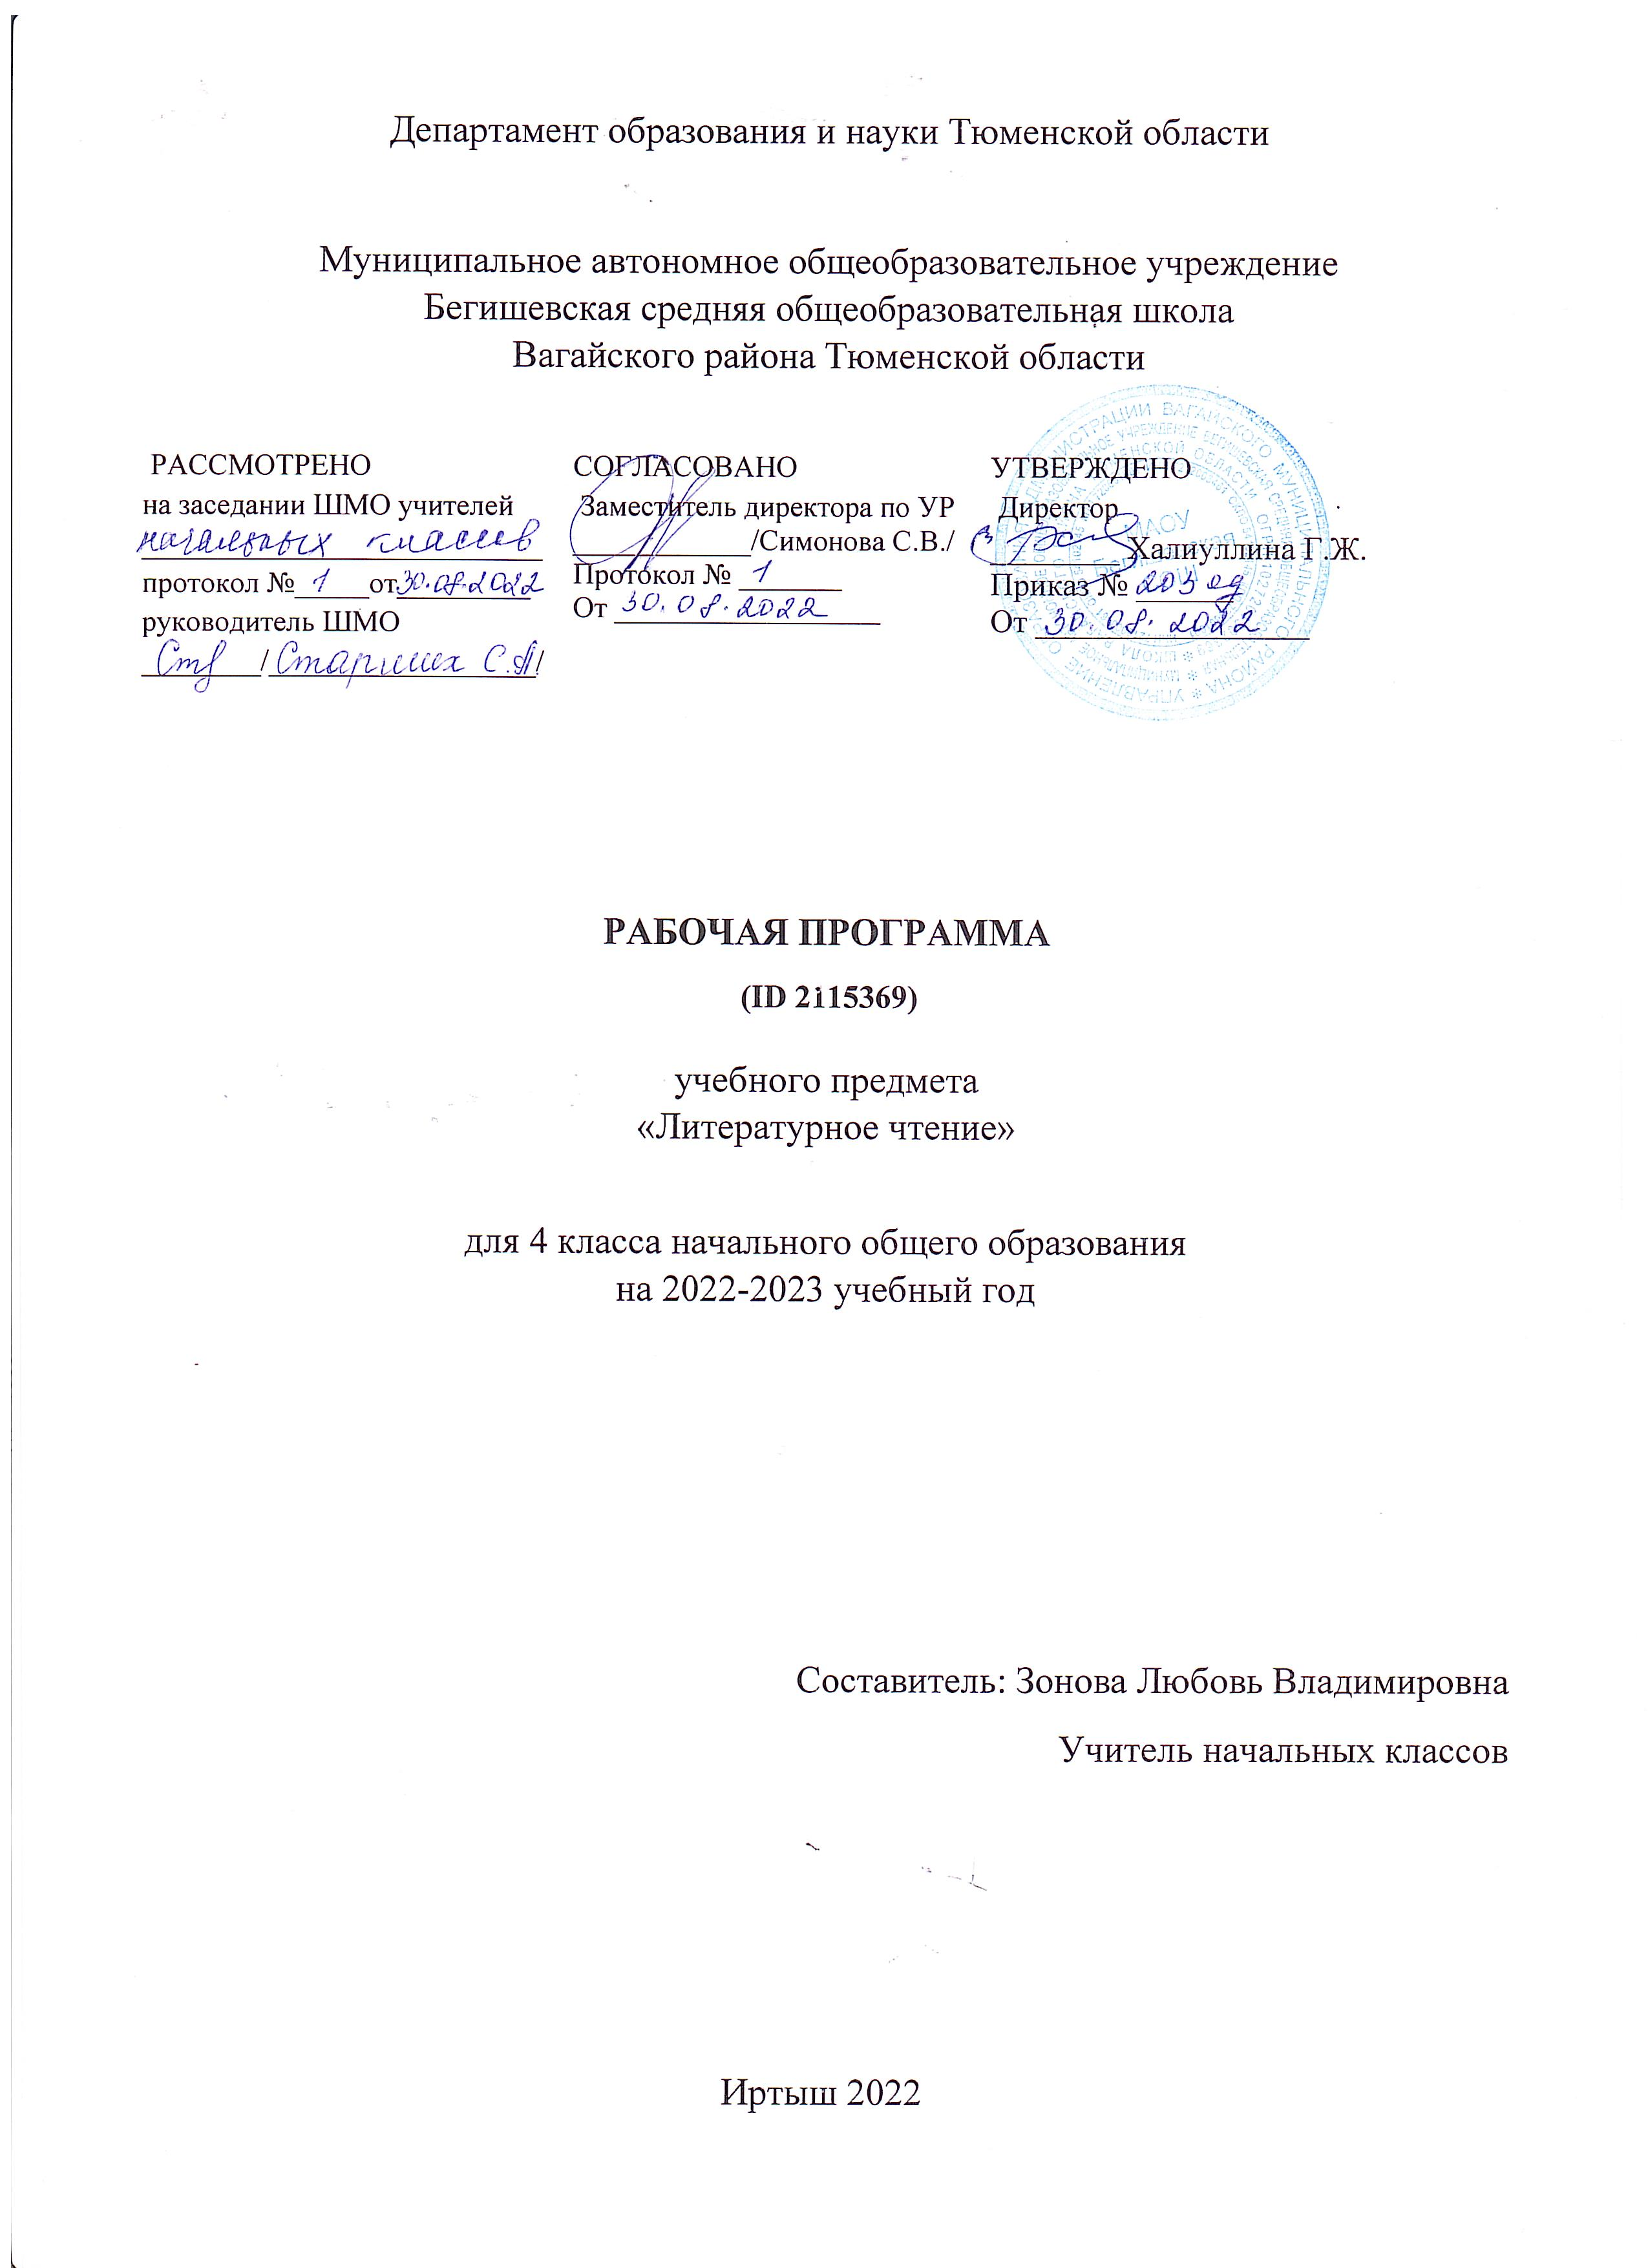 Департамент образования и науки Тюменской области
Муниципальное автономное общеобразовательное учреждение
Бегишевская средняя общеобразовательная школа
Вагайского района Тюменской области
РАССМОТРЕНО
на заседании ШМО учителей
начальных классов
протокол № 1 от 30.08.2022
руководитель ШМО
/ Старших С.А./
СОГЛАСОВАНО
Заместитель директора по УР
/Симонова С.В./
Протокол № 1
От 30.08.2022
УТВЕРЖДЕНО
Директор
Халиуллина Г.Ж.
Приказ № 203 од
От 30.08.2022
РАБОЧАЯ ПРОГРАММА
(ID 2115369)
учебного предмета
«Литературное чтение»
для 4 класса начального общего образования
на 2022-2023 учебный год
Составитель: Зонова Любовь Владимировна
Учитель начальных классов
Иртыш 2022